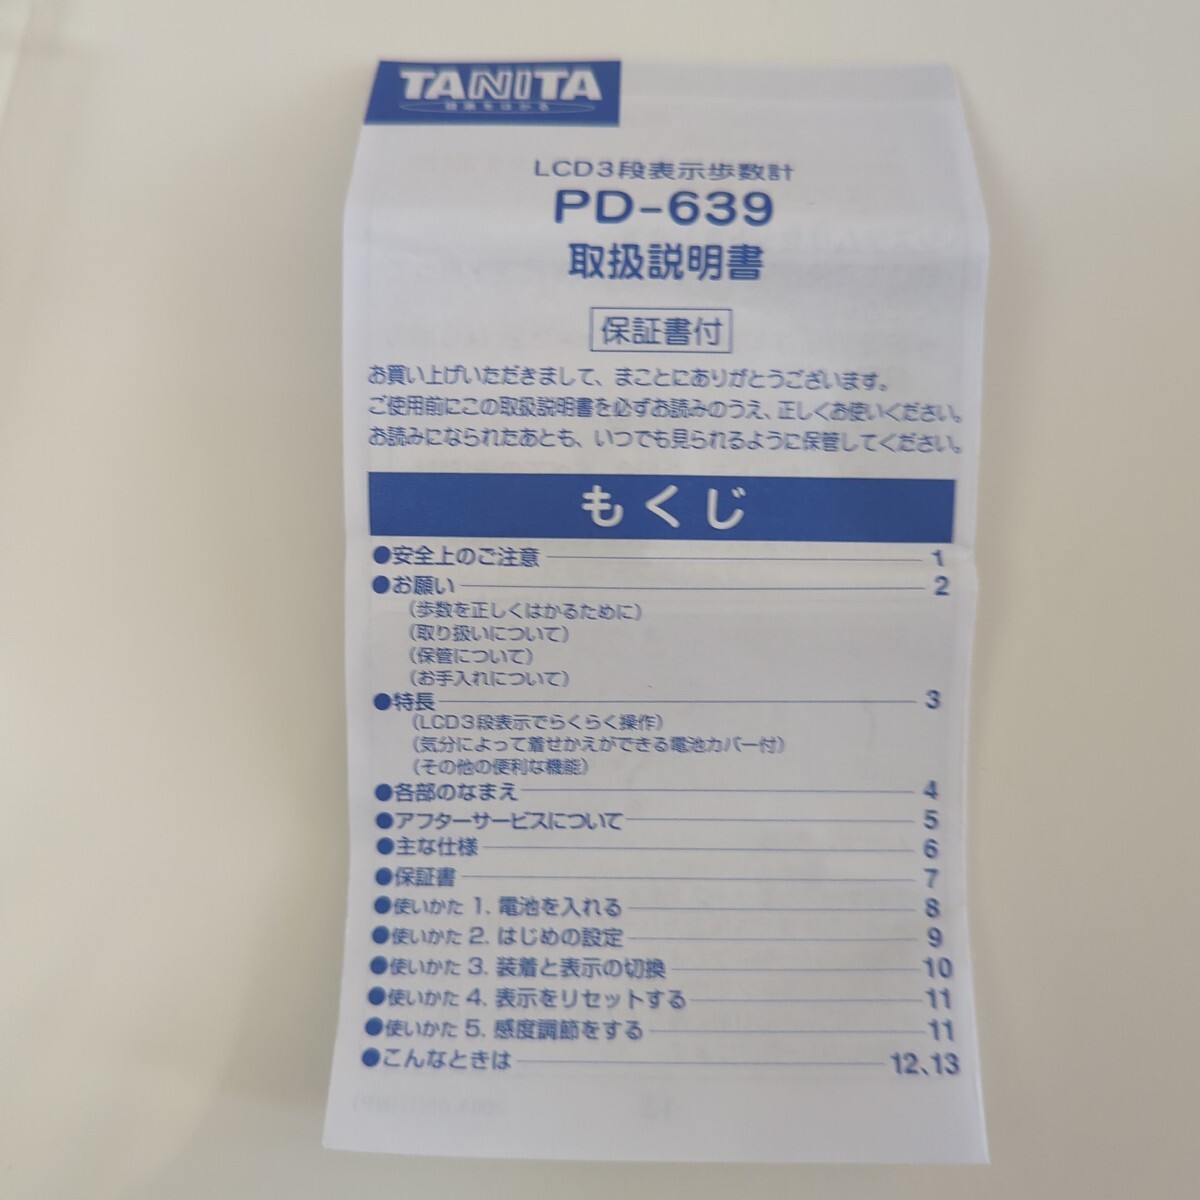 TANITA
健康をはかる
LCD3段表示歩数計
PD-639
取扱説明書
保証書付
お買い上げいただきまして、まことにありがとうございます。
ご使用前にこの取扱説明書を必ずお読みのうえ、正しくお使いください。
お読みになられたあとも、いつでも見られるように保管してください。
もくじ
●安全上のご注意 1
●お願い 2
(歩数を正しくはかるために)
(取り扱いについて)
(保管について)
(お手入れについて)
●特長 3
(LCD3段表示でらくらく操作)
(気分によって着せかえができる電池カバー付)
(その他の便利な機能)
●各部のなまえ 4
●アフターサービスについて 5
●主な仕様 6
●保証書 7
●使いかた 1. 電池を入れる 8
●使いかた 2. はじめの設定 9
●使いかた 3. 装着と表示の切換 10
●使いかた 4. 表示をリセットする 11
●使いかた 5. 感度調節をする 11
●こんなときは 12、13